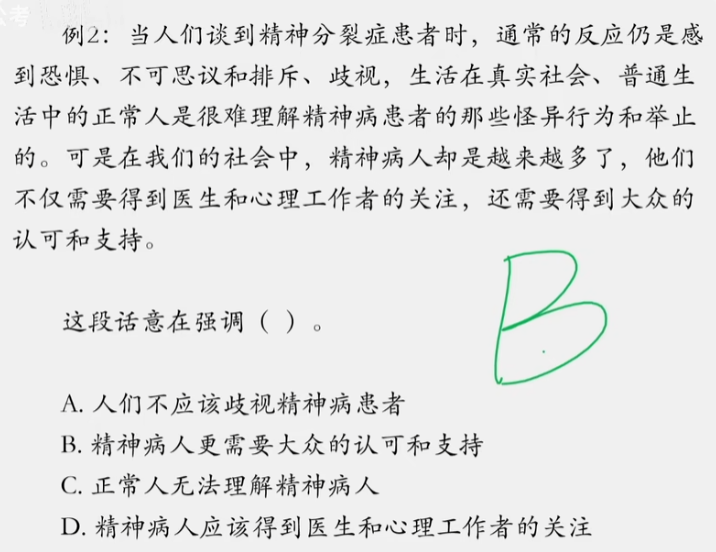 公考
例2：当人们谈到精神分裂症患者时，通常的反应仍是感
到恐惧、不可思议和排斥、歧视，生活在真实社会、普通生
活中的正常人是很难理解精神病患者的那些怪异行为和举止
的。可是在我们的社会中，精神病人却是越来越多了，他们
不仅需要得到医生和心理工作者的关注，还需要得到大众的
认可和支持。
B
这段话意在强调（ ）。
A. 人们不应该歧视精神病患者
B. 精神病人更需要大众的认可和支持
C. 正常人无法理解精神病人
D. 精神病人应该得到医生和心理工作者的关注